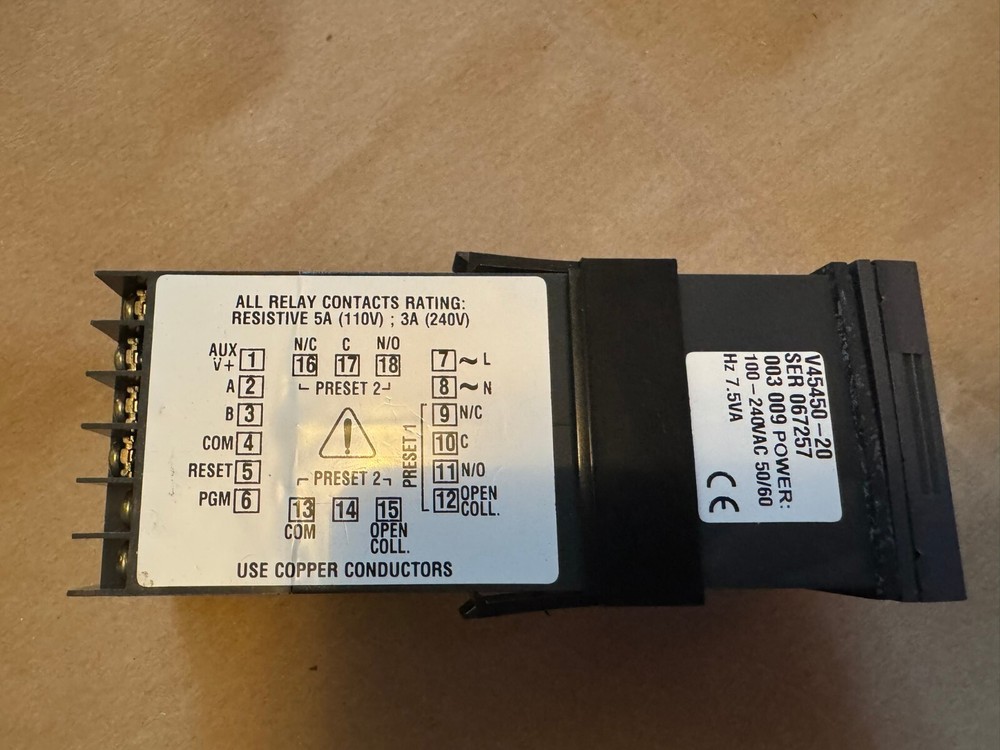 ALL RELAY CONTACTS RATING:
RESISTIVE 5A (110V) ; 3A (240V)
AUX
V+ 1
A 2
B 3
COM 4
RESET 5
PGM 6
N/C C N/O
16 17 18
PRESET 2
PRESET 2
13 14 15
COM
OPEN
COLL.
PRESET 1
7 ~ L
8 ~ N
9 N/C
10 C
11 N/O
12 OPEN
COLL.
USE COPPER CONDUCTORS
V45450-20
SER 067257
003 009 POWER:
100-240VAC 50/60
Hz 7.5VA
CE